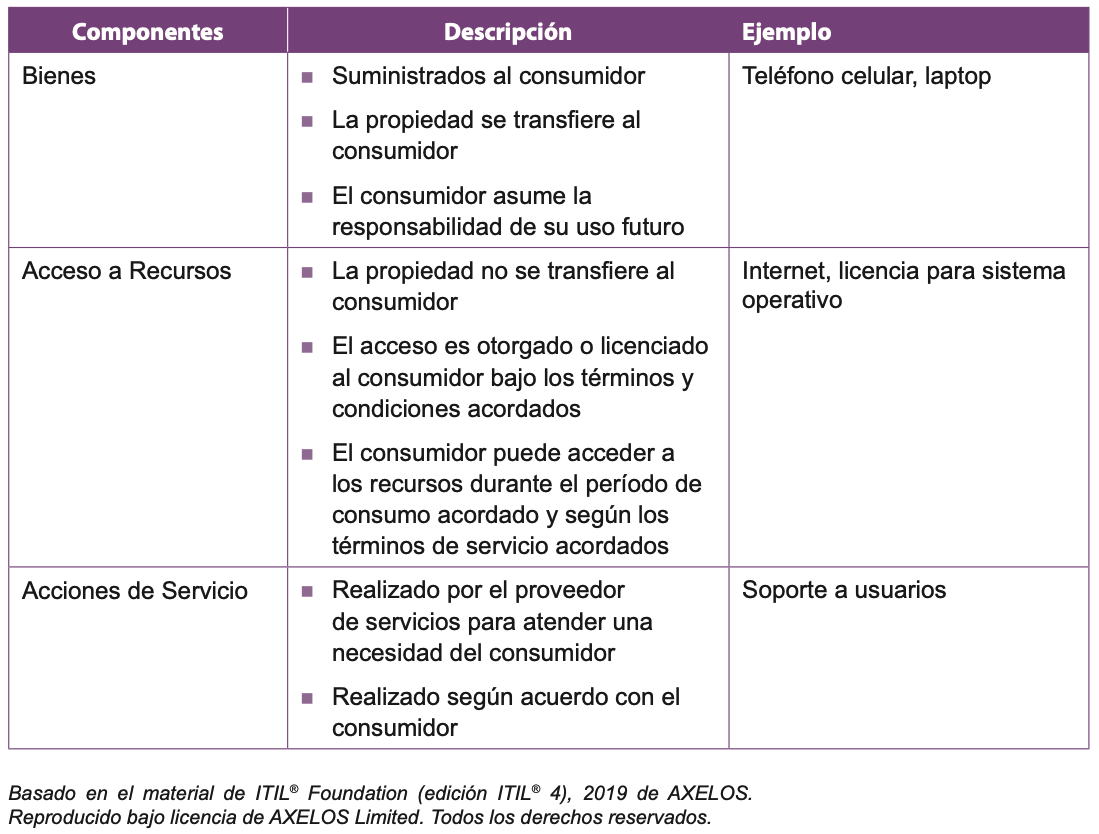 Componentes
Descripción
Ejemplo
Bienes
Suministrados al consumidor
La propiedad se transfiere al
consumidor
El consumidor asume la
responsabilidad de su uso futuro
Teléfono celular, laptop
Acceso a Recursos
La propiedad no se transfiere al
consumidor
El acceso es otorgado o licenciado
al consumidor bajo los términos y
condiciones acordados
El consumidor puede acceder a
los recursos durante el período de
consumo acordado y según los
términos de servicio acordados
Internet, licencia para sistema
operativo
Acciones de Servicio
Realizado por el proveedor
de servicios para atender una
necesidad del consumidor
Realizado según acuerdo con el
consumidor
Soporte a usuarios
Basado en el material de ITIL® Foundation (edición ITIL® 4), 2019 de AXELOS.
Reproducido bajo licencia de AXELOS Limited. Todos los derechos reservados.